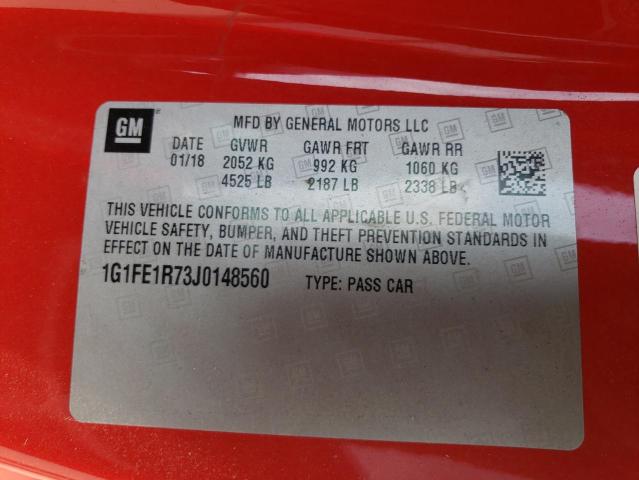 GM
MFD BY GENERAL MOTORS LLC
DATE GVWR GAWR FRT GAWR RR
01/18 2052 KG 992 KG 1060 KG
4525 LB 2187 LB 2338 LB
THIS VEHICLE CONFORMS TO ALL APPLICABLE U.S. FEDERAL MOTOR
VEHICLE SAFETY, BUMPER, AND THEFT PREVENTION STANDARDS IN
EFFECT ON THE DATE OF MANUFACTURE SHOWN ABOVE.
1G1FE1R73J0148560 TYPE: PASS CAR